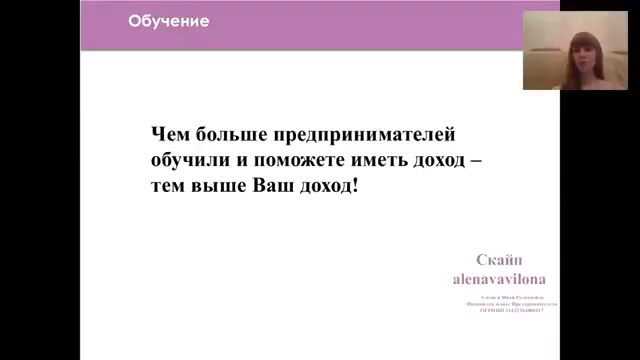 Обучение
Чем больше предпринимателей
обучили и поможете иметь доход –
тем выше Ваш доход!
Скайп
alenavavilona